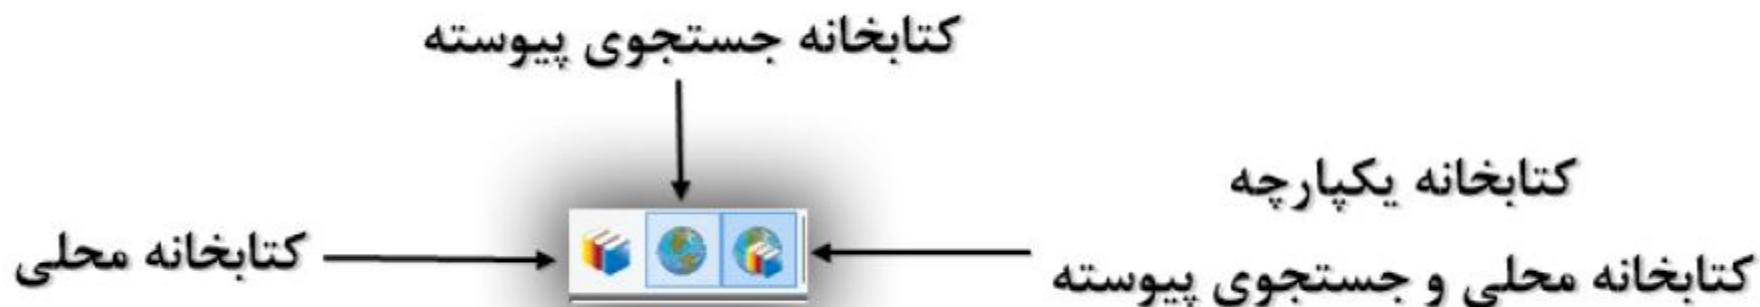 کتابخانه جستجوی پیوسته
کتابخانه یکپارچه
کتابخانه محلی و جستجوی پیوسته
کتابخانه محلی